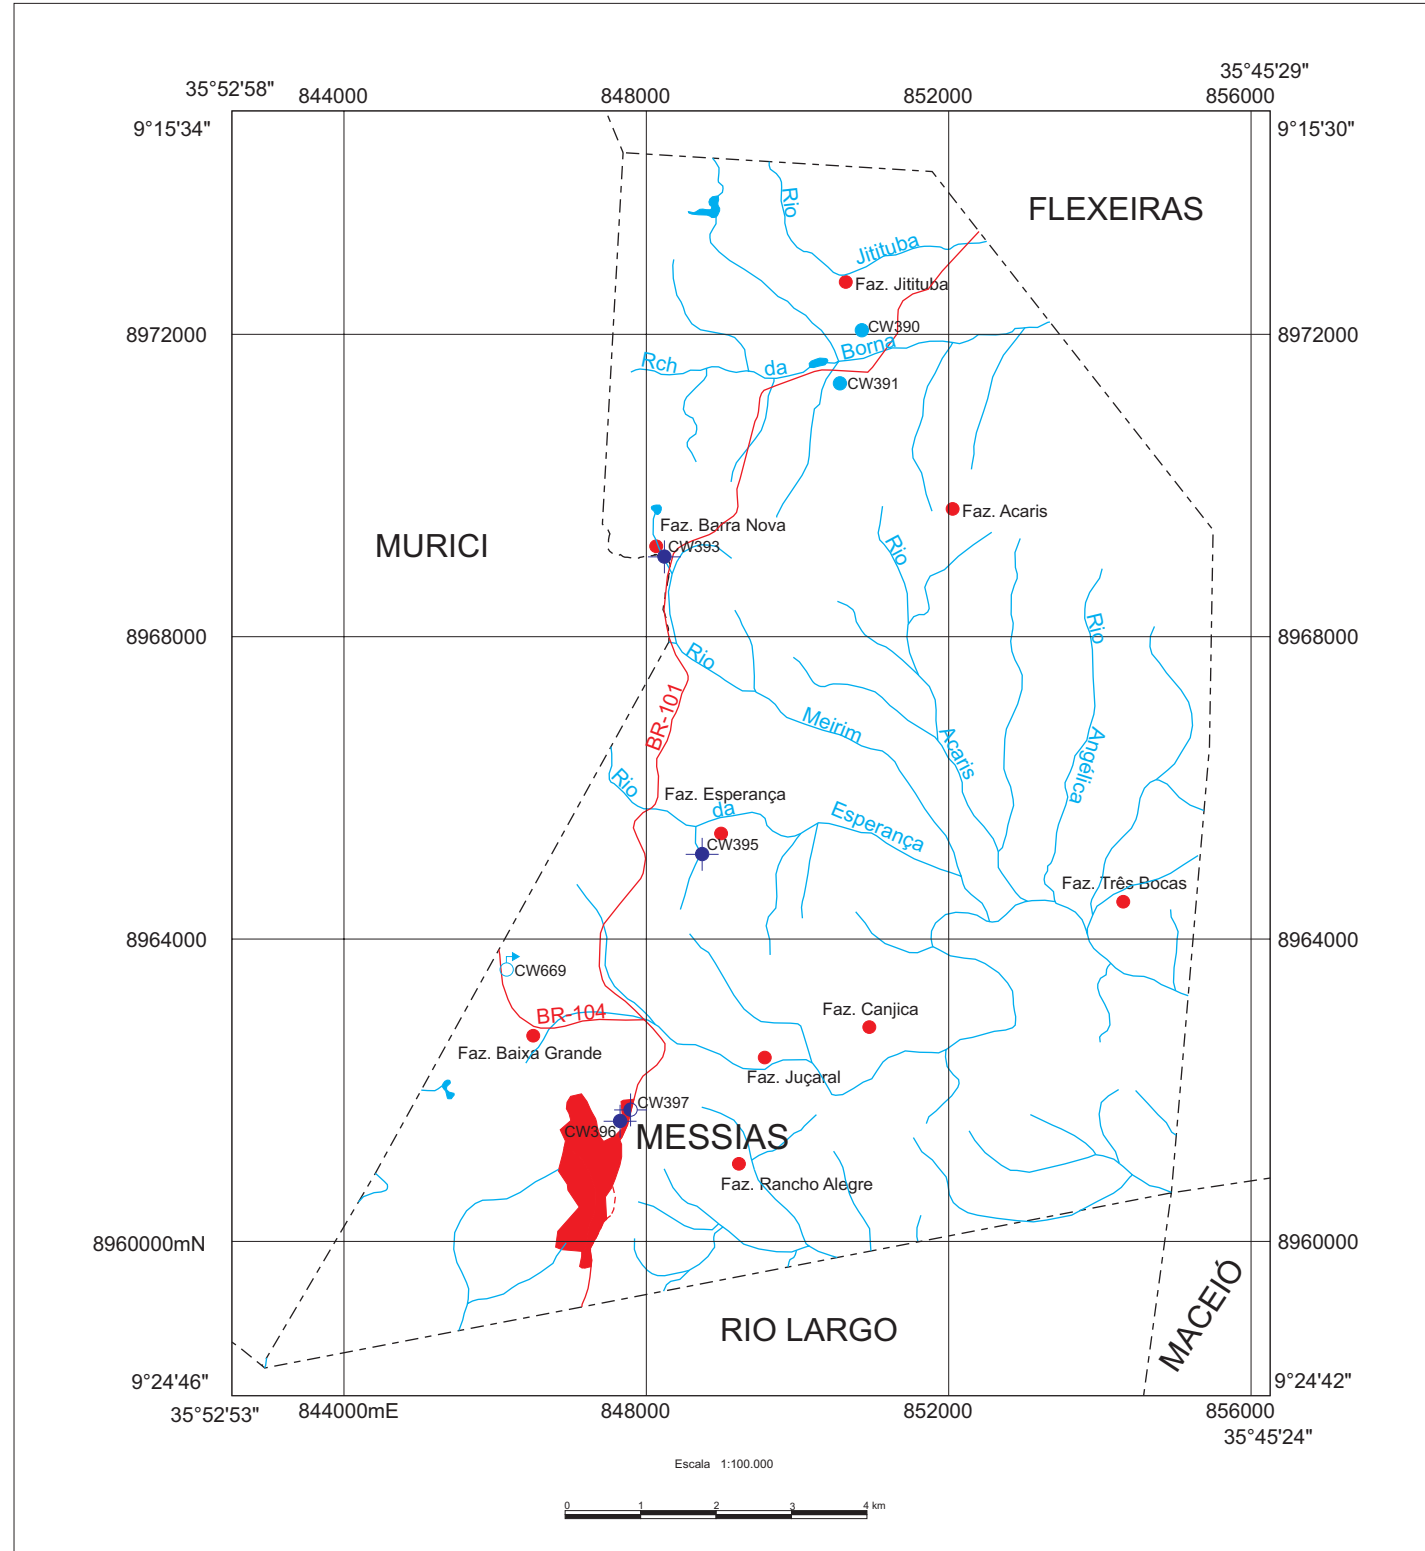 35°52'58"
844000
848000
852000
35°45'29"
856000
9°15'34"
9°15'30"
FLEXEIRAS
Rio
Jitituba
Faz. Jitituba
CW390
8972000
8972000
Rch
da
Borna
CW391
MURICI
Faz. Barra Nova
CW393
Faz. Acaris
Rio
8968000
8968000
Rio
Meirim
Acaris
Rio
Angélica
BR-101
Rio
da
Esperança
Faz. Esperança
CW395
Faz. Três Bocas
8964000
8964000
CW669
BR-104
Faz. Baixa Grande
Faz. Canjica
Faz. Juçaral
CW397
CW396
MESSIAS
Faz. Rancho Alegre
8960000mN
8960000
RIO LARGO
MACEIÓ
9°24'46"
9°24'42"
35°52'53"
844000mE
848000
852000
856000
35°45'24"
Escala 1:100.000
0 1 2 3 4 km